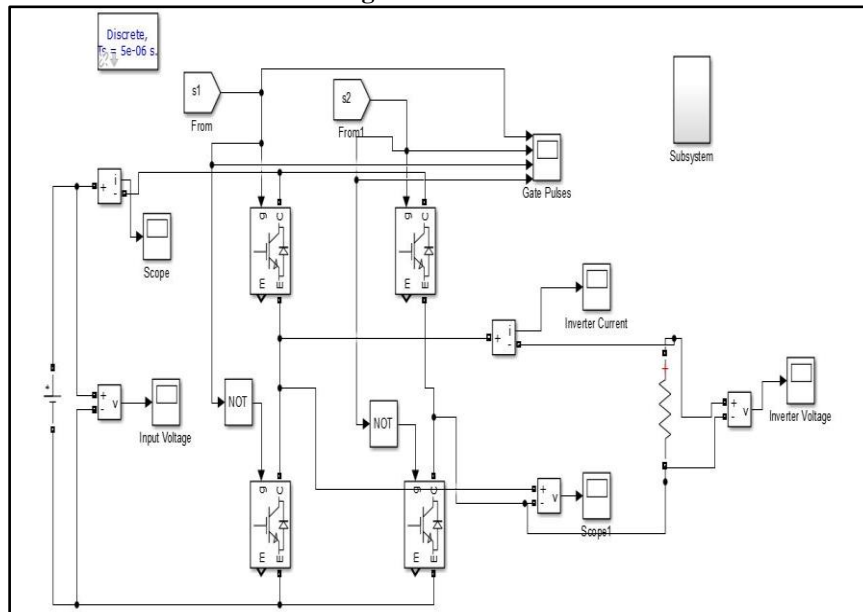 Discrete,
Ts = 5e-06 s.
s1
From
s2
From1
Gate Pulses
Subsystem
+
-
i
Scope
g
C
m
E
g
C
m
E
+
-
i
Inverter Current
+
+
+
-
v
Input Voltage
NOT
NOT
+
-
v
Inverter Voltage
g
C
m
E
g
C
m
E
+
-
v
Scope1